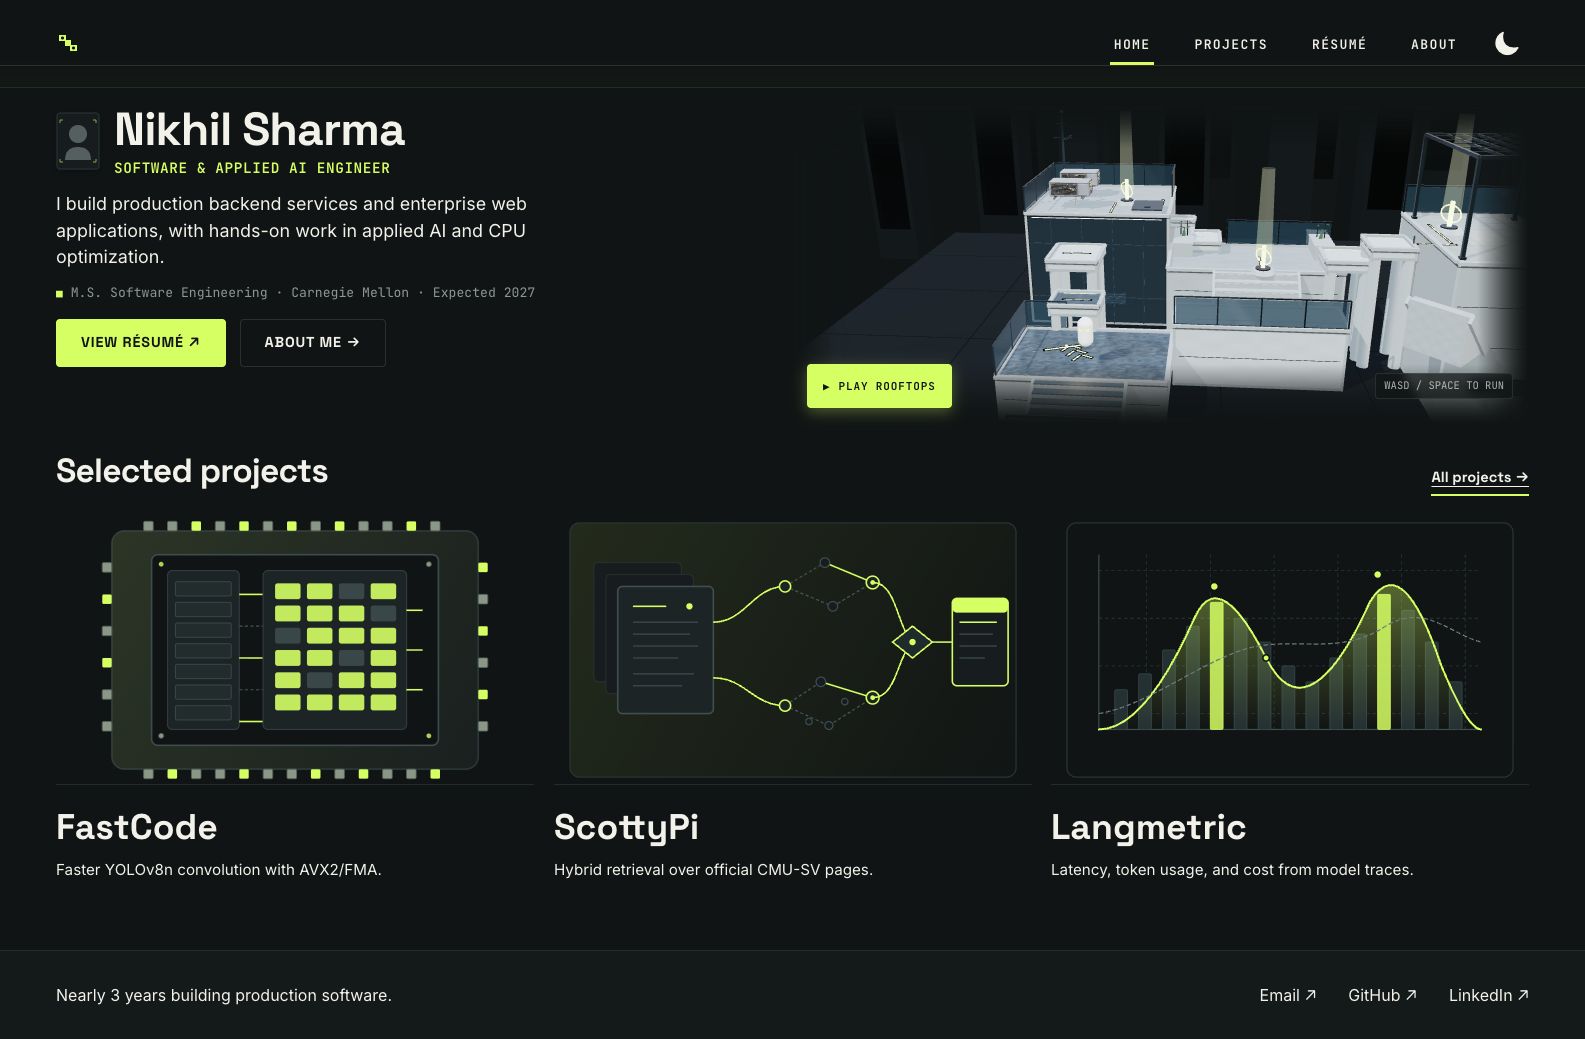 HOME PROJECTS RÉSUMÉ ABOUT
Nikhil Sharma
SOFTWARE & APPLIED AI ENGINEER
I build production backend services and enterprise web
applications, with hands-on work in applied AI and CPU
optimization.
M.S. Software Engineering · Carnegie Mellon · Expected 2027
VIEW RÉSUMÉ ↗ ABOUT ME →
▶ PLAY ROOFTOPS
WASD / SPACE TO RUN
Selected projects
All projects →
FastCode
Faster YOLOv8n convolution with AVX2/FMA.
ScottyPi
Hybrid retrieval over official CMU-SV pages.
Langmetric
Latency, token usage, and cost from model traces.
Nearly 3 years building production software.
Email ↗ GitHub ↗ LinkedIn ↗